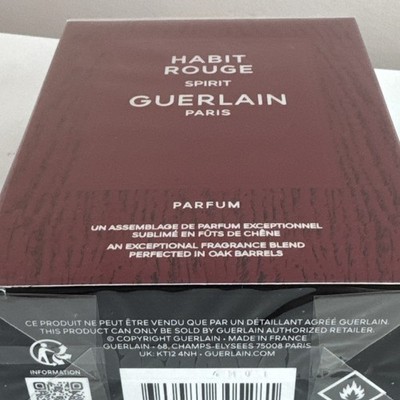 HABIT
ROUGE
SPIRIT
GUERLAIN
PARIS
PARFUM
UN ASSEMBLAGE DE PARFUM EXCEPTIONNEL
SUBLIMÉ EN FÛTS DE CHÊNE
AN EXCEPTIONAL FRAGRANCE BLEND
PERFECTED IN OAK BARRELS
CE PRODUIT NE PEUT ÊTRE VENDU QUE PAR UN DÉTAILLANT AGRÉÉ GUERLAIN.
THIS PRODUCT CAN ONLY BE SOLD BY GUERLAIN AUTHORIZED RETAILER.
© COPYRIGHT GUERLAIN - MADE IN FRANCE
GUERLAIN - 68, CHAMPS-ELYSEES 75008 PARIS
UK: KT12 4NH - GUERLAIN.COM
INFORMATION